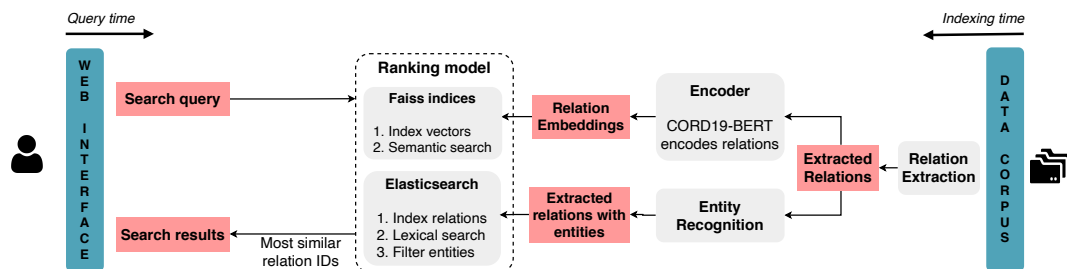 Query time
Indexing time
WEB INTERFACE
Search query
Search results
Most similar
relation IDs
Ranking model
Faiss indices
1. Index vectors
2. Semantic search
Elasticsearch
1. Index relations
2. Lexical search
3. Filter entities
Relation
Embeddings
Extracted
relations with
entities
Encoder
CORD19-BERT
encodes relations
Entity
Recognition
Extracted
Relations
Relation
Extraction
DATA CORPUS